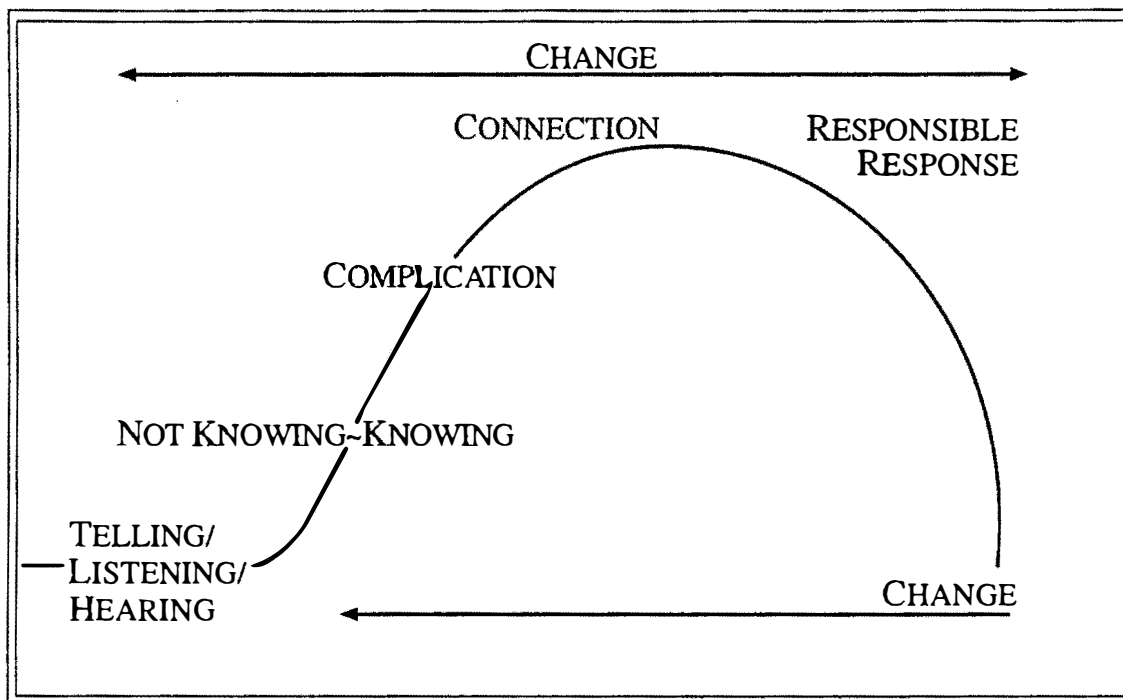 CHANGE
CONNECTION
RESPONSIBLE
RESPONSE
COMPLICATION
NOT KNOWING~KNOWING
TELLING/
LISTENING/
HEARING
CHANGE